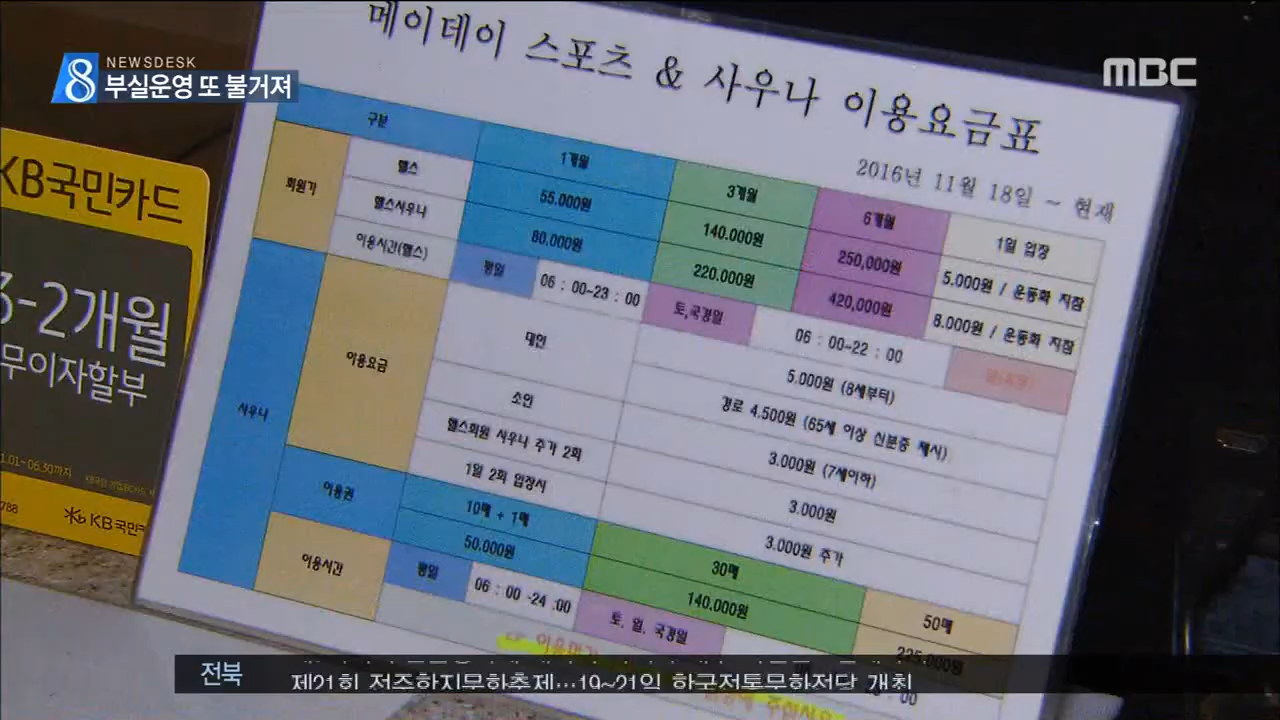 NEWSDESK
8 부실운영 또 불거져
MBC
메이데이 스포츠 & 사우나 이용요금표
2016년 11월 18일 ~ 현재
구분 1개월 3개월 6개월 1일 입장
회원가 헬스 55.000원 140.000원 250,000원 5.000원 / 운동화 지참
헬스사우나 80.000원 220.000원 420,000원 8.000원 / 운동화 지참
이용시간(헬스) 평일 06 : 00~23 : 00 토,국경일 06 : 00~22 : 00
사우나 이용요금 대인 5.000원 (8세부터)
경로 4.500원 (65세 이상 신분증 제시)
소인 3.000원 (7세이하)
헬스회원 사우나 추가 2회 3.000원
1일 2회 입장시 3.000원 추가
이용권 10매 + 1매 30매 50매
50.000원 140.000원 225.000원
이용시간 평일 06 : 00 -24 :00 토, 일, 국경일
KB국민카드
3-2개월
무이자할부
1.01~06.30까지
788
KB국민카
전북
제21회 전주한지문화축제…19~21일 한국전통문화전당 개최